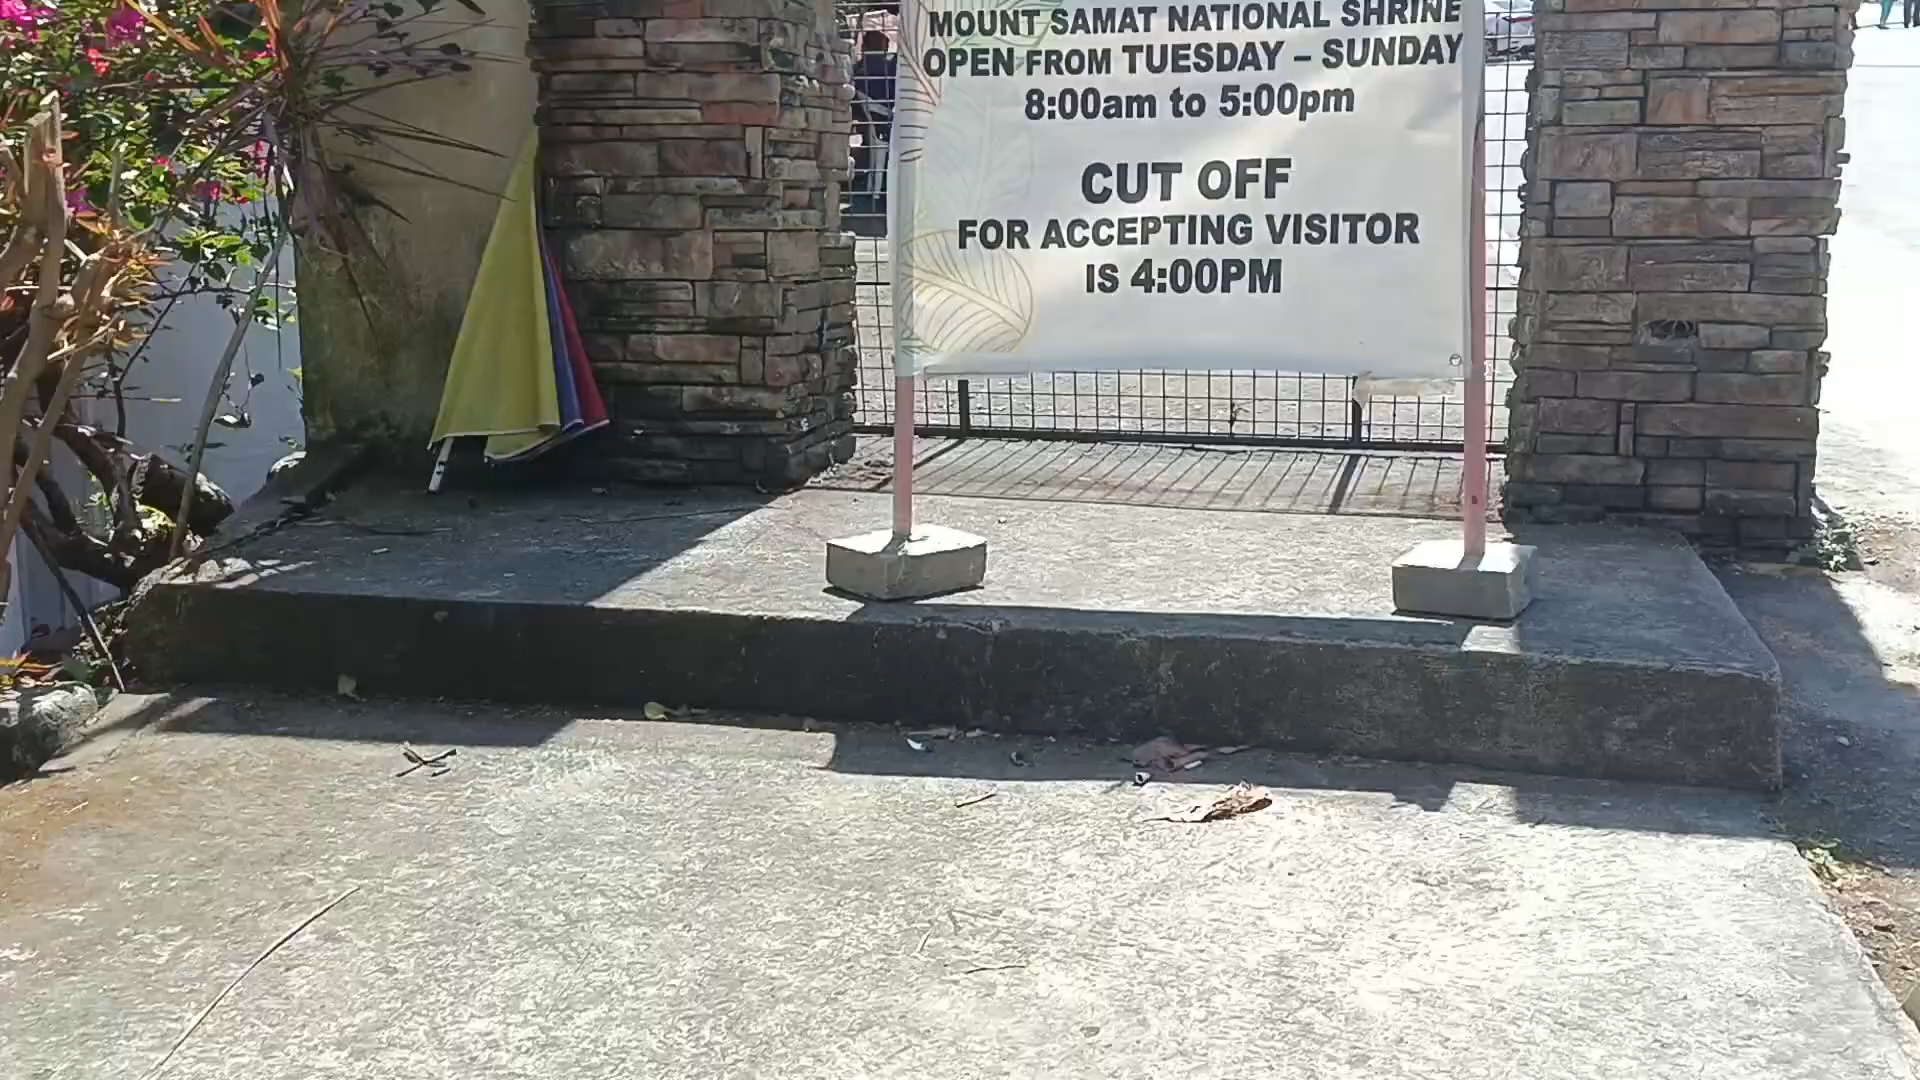 MOUNT SAMAT NATIONAL SHRINE
OPEN FROM TUESDAY – SUNDAY
8:00am to 5:00pm
CUT OFF
FOR ACCEPTING VISITOR
IS 4:00PM